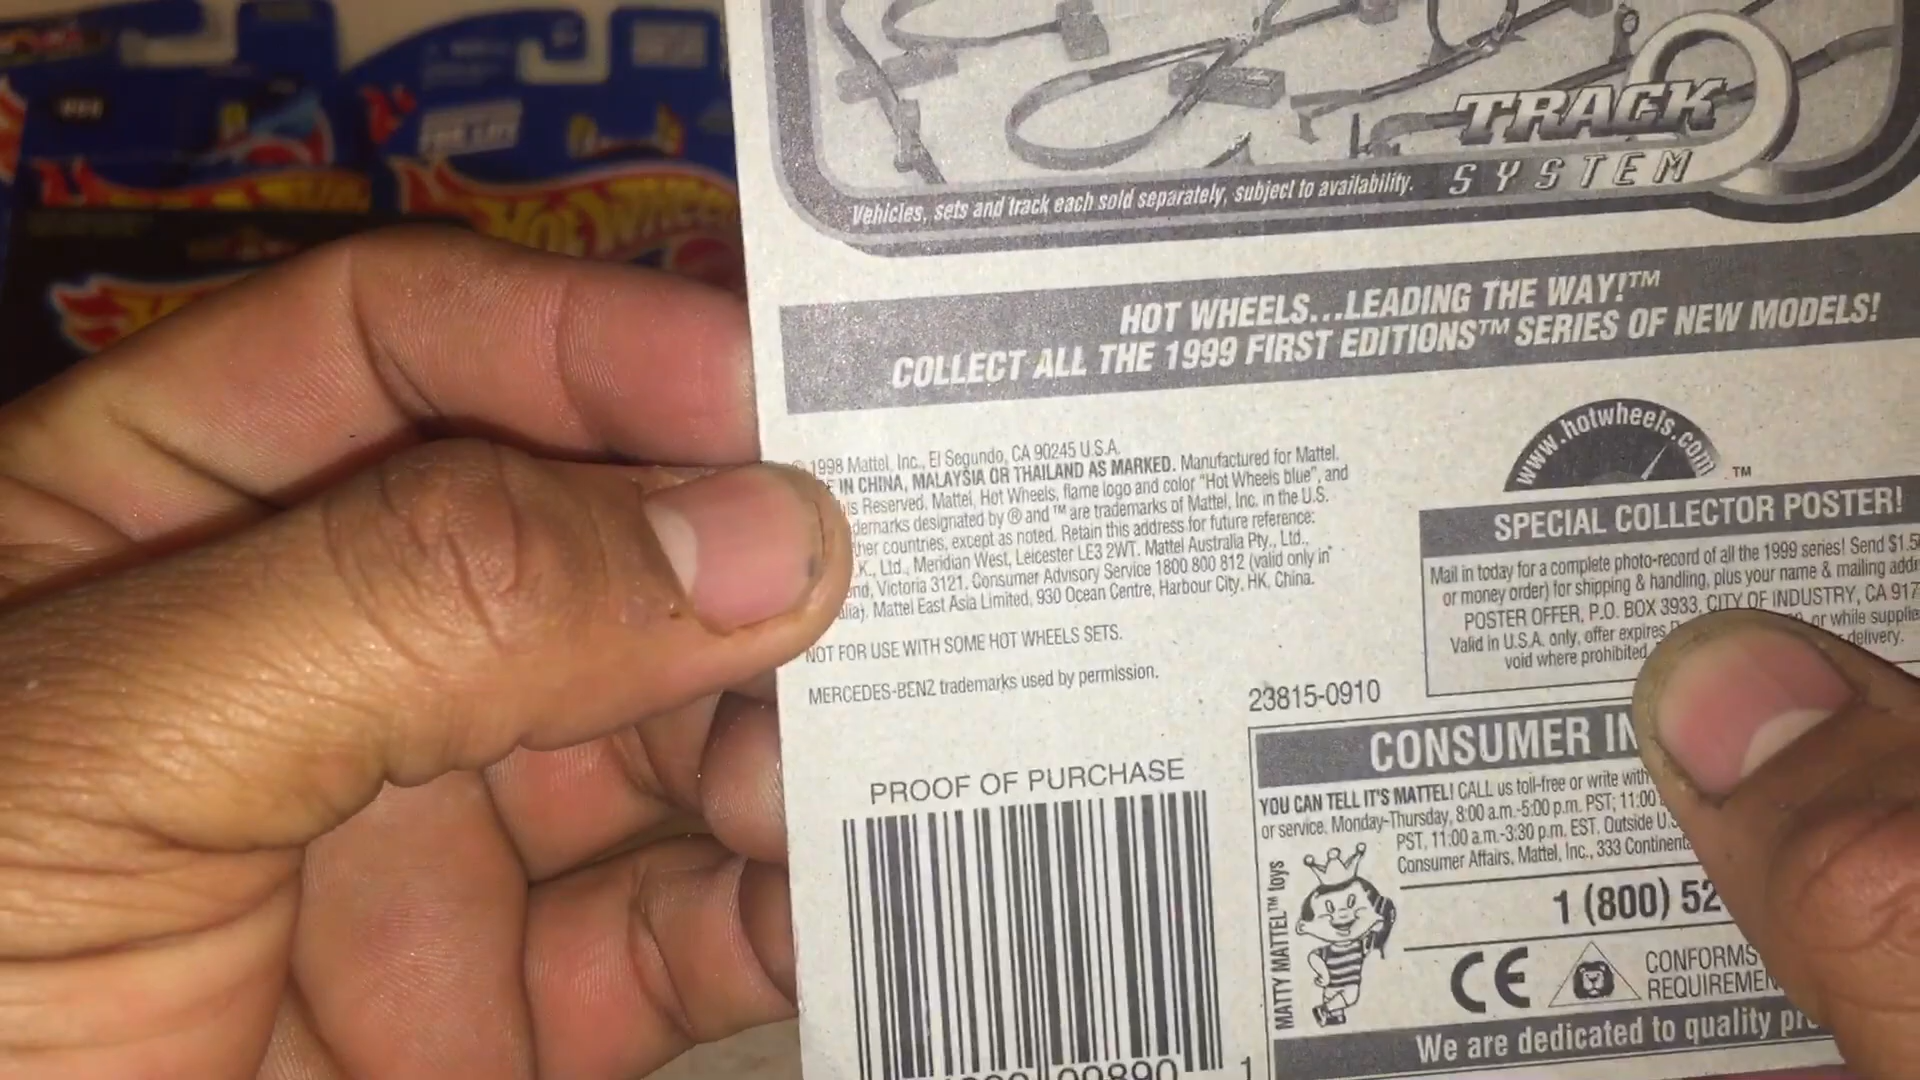 HOT WHEELS
TRACK
SYSTEM
Vehicles, sets and track each sold separately, subject to availability.
HOT WHEELS...LEADING THE WAY!™
COLLECT ALL THE 1999 FIRST EDITIONS™ SERIES OF NEW MODELS!
1998 Mattel, Inc., El Segundo, CA 90245 U.S.A.
IN CHINA, MALAYSIA OR THAILAND AS MARKED. Manufactured for Mattel.
Reserved. Mattel, Hot Wheels, flame logo and color "Hot Wheels blue", and
designated by ® and ™ are trademarks of Mattel, Inc. in the U.S.
countries, except as noted. Retain this address for future reference:
Ltd., Meridian West, Leicester LE3 2WT. Mattel Australia Pty., Ltd.,
Victoria 3121. Consumer Advisory Service 1800 800 812 (valid only in
Mattel East Asia Limited, 930 Ocean Centre, Harbour City, HK, China.
NOT FOR USE WITH SOME HOT WHEELS SETS.
MERCEDES-BENZ trademarks used by permission.
www.hotwheels.com ™
SPECIAL COLLECTOR POSTER!
Mail in today for a complete photo-record of all the 1999 series! Send
or money order) for shipping & handling, plus your name & mailing
POSTER OFFER, P.O. BOX 3933, CITY OF INDUSTRY, CA
Valid in U.S.A. only, offer expires or while
void where prohibited. delivery.
23815-0910
PROOF OF PURCHASE
09890 1
CONSUMER
YOU CAN TELL IT'S MATTEL! CALL us toll-free or write with
or service. Monday-Thursday, 8:00 a.m.-5:00 p.m. PST; 11:00
PST, 11:00 a.m.-3:30 p.m. EST. Outside
Consumer Affairs, Mattel, Inc., 333
1 (800) 52
MATTY MATTEL™ toys
CE
CONFORMS
We are dedicated to quality